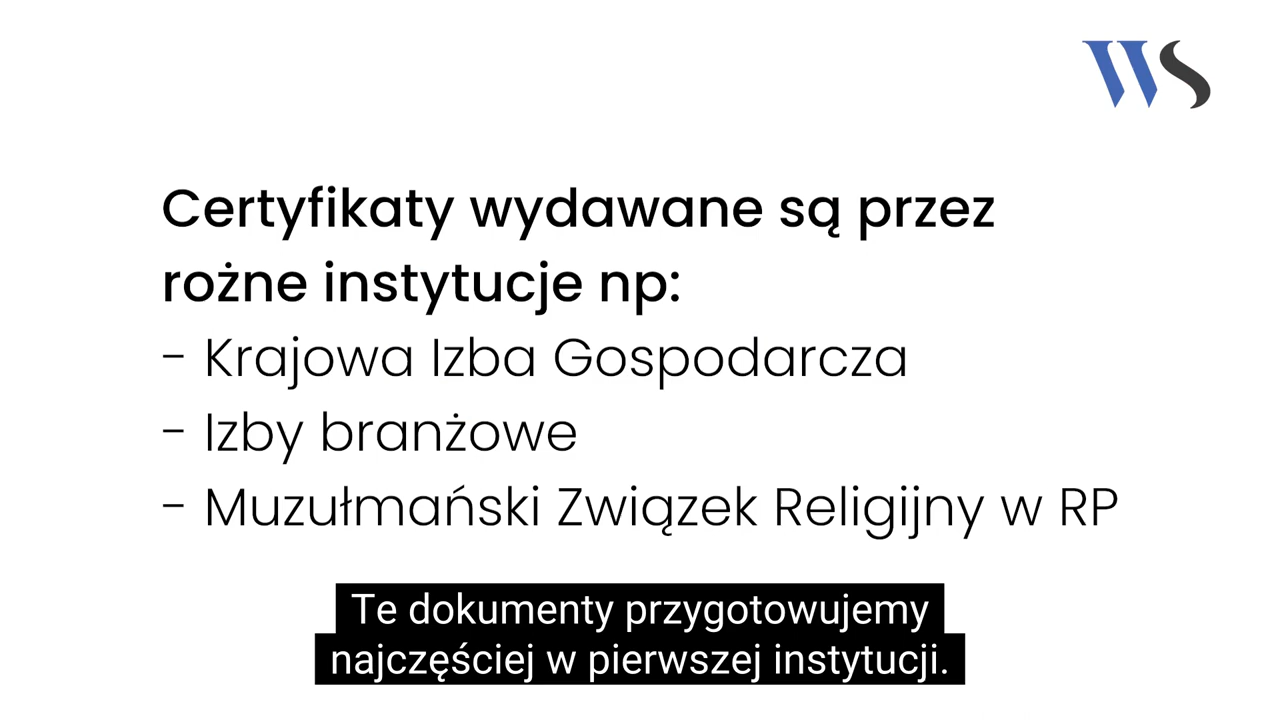 WS
Certyfikaty wydawane są przez
rożne instytucje np:
- Krajowa Izba Gospodarcza
- Izby branżowe
- Muzułmański Związek Religijny w RP
Te dokumenty przygotowujemy
najczęściej w pierwszej instytucji.